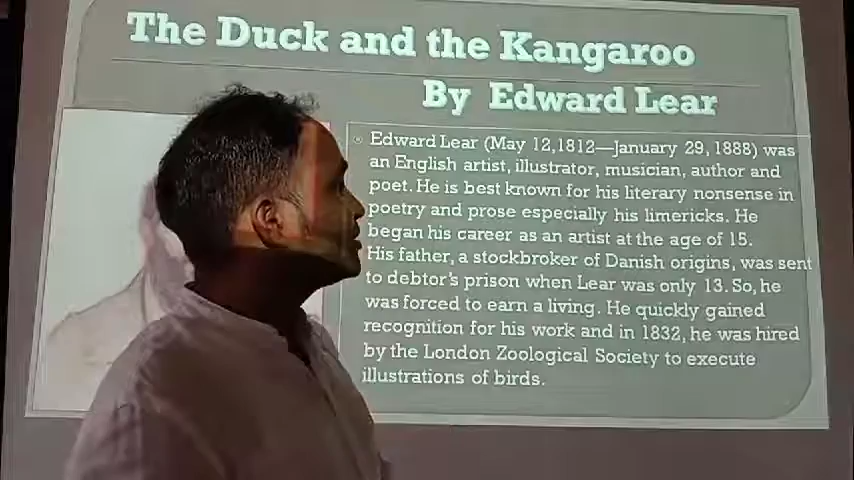 The Duck and the Kangaroo
By Edward Lear
Edward Lear (May 12,1812—January 29, 1888) was
an English artist, illustrator, musician, author and
poet. He is best known for his literary nonsense in
poetry and prose especially his limericks. He
began his career as an artist at the age of 15.
His father, a stockbroker of Danish origins, was sent
to debtor's prison when Lear was only 13. So, he
was forced to earn a living. He quickly gained
recognition for his work and in 1832, he was hired
by the London Zoological Society to execute
illustrations of birds.